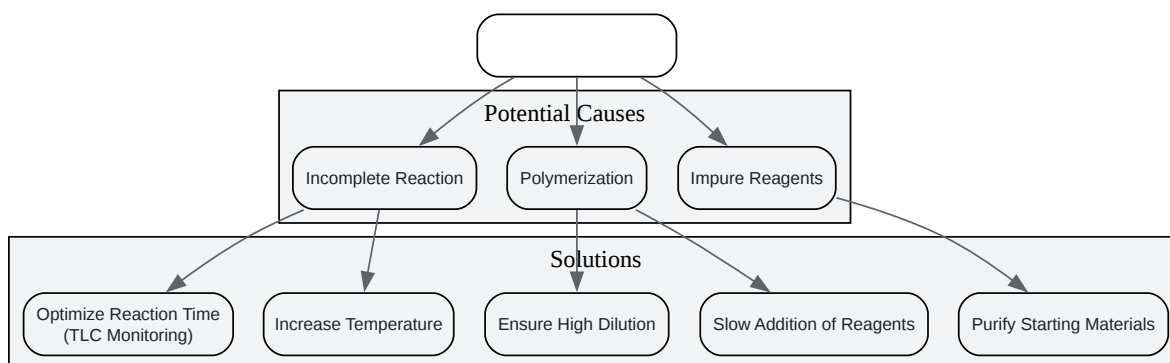 Potential Causes
Incomplete Reaction
Polymerization
Impure Reagents
Solutions
Optimize Reaction Time
(TLC Monitoring)
Increase Temperature
Ensure High Dilution
Slow Addition of Reagents
Purify Starting Materials